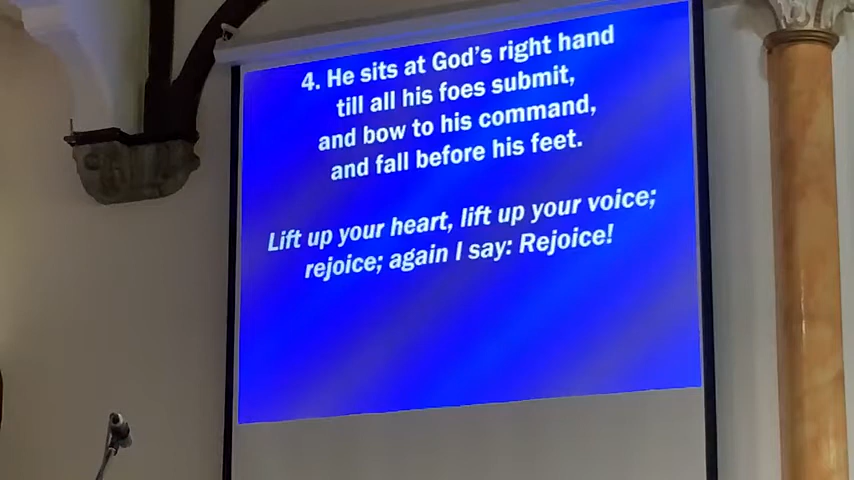 4. He sits at God's right hand
till all his foes submit,
and bow to his command,
and fall before his feet.
Lift up your heart, lift up your voice;
rejoice; again I say: Rejoice!